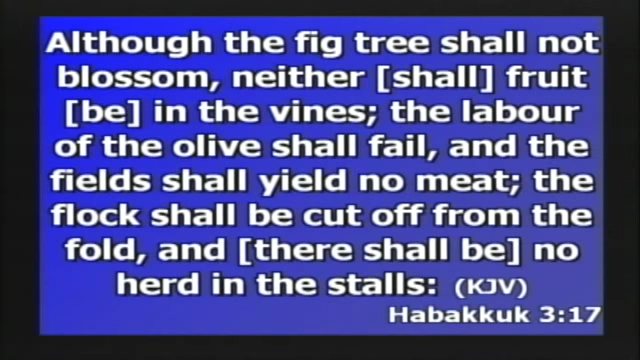 Although the fig tree shall not
blossom, neither [shall] fruit
[be] in the vines; the labour
of the olive shall fail, and the
fields shall yield no meat; the
flock shall be cut off from the
fold, and [there shall be] no
herd in the stalls: (KJV)
Habakkuk 3:17